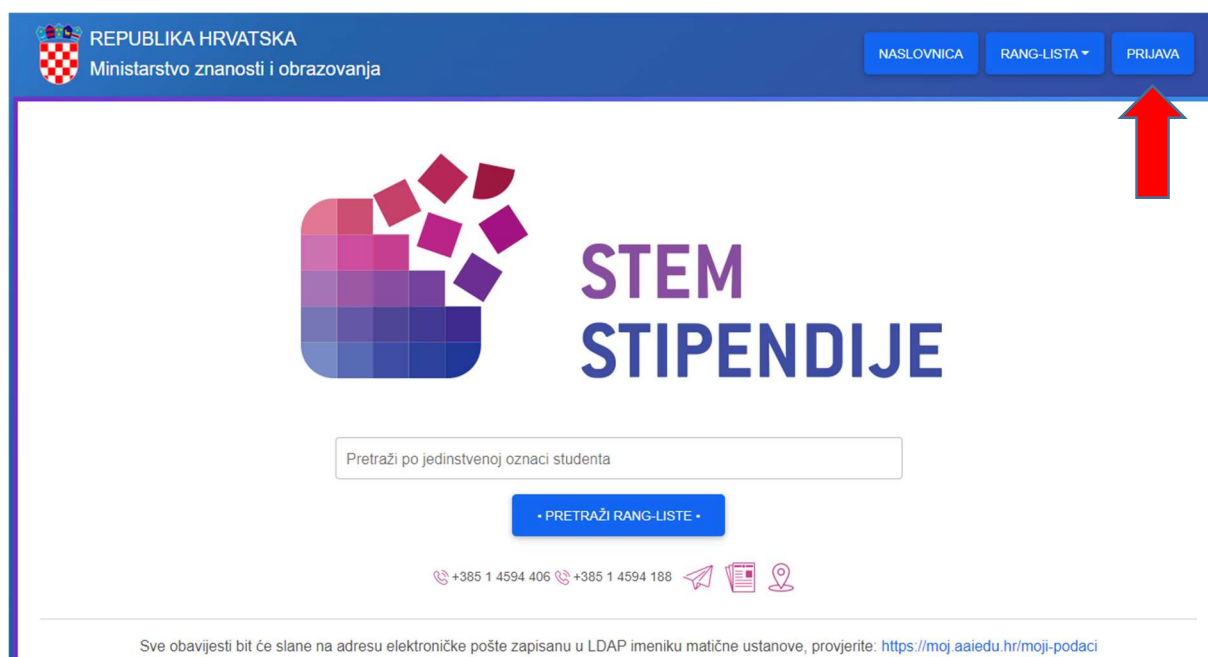 REPUBLIKA HRVATSKA
Ministarstvo znanosti i obrazovanja
NASLOVNICA
RANG-LISTA
PRIJAVA
STEM
STIPENDIJE
Pretraži po jedinstvenoj oznaci studenta
• PRETRAŽI RANG-LISTE •
+385 1 4594 406 +385 1 4594 188
Sve obavijesti bit će slane na adresu elektroničke pošte zapisanu u LDAP imeniku matične ustanove, provjerite: https://moj.aaiedu.hr/moji-podaci